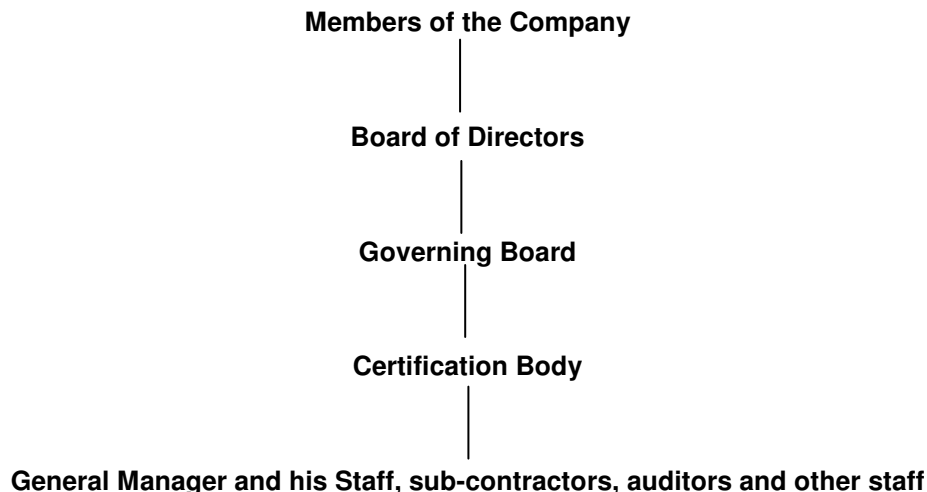 Members of the Company
Board of Directors
Governing Board
Certification Body
General Manager and his Staff, sub-contractors, auditors and other staff